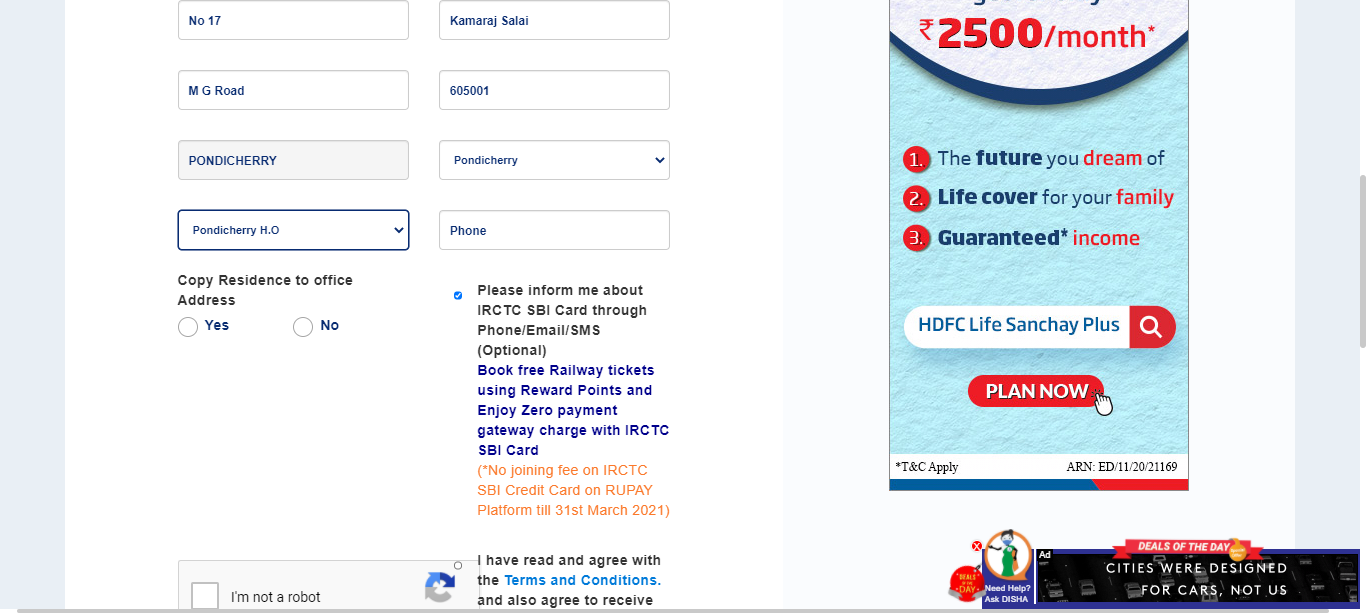 No 17
Kamaraj Salai
M G Road
605001
PONDICHERRY
Pondicherry
Pondicherry H.O
Phone
Copy Residence to office
Address
Yes
No
Please inform me about
IRCTC SBI Card through
Phone/Email/SMS
(Optional)
Book free Railway tickets
using Reward Points and
Enjoy Zero payment
gateway charge with IRCTC
SBI Card
(*No joining fee on IRCTC
SBI Credit Card on RUPAY
Platform till 31st March 2021)
I'm not a robot
I have read and agree with
the Terms and Conditions.
and also agree to receive
₹2500/month*
1. The future you dream of
2. Life cover for your family
3. Guaranteed* income
HDFC Life Sanchay Plus
PLAN NOW
*T&C Apply
ARN: ED/11/20/21169
DEALS OF THE DAY
Need Help?
Ask DISHA
Ad
DEALS OF THE DAY
CITIES WERE DESIGNED
FOR CARS, NOT US